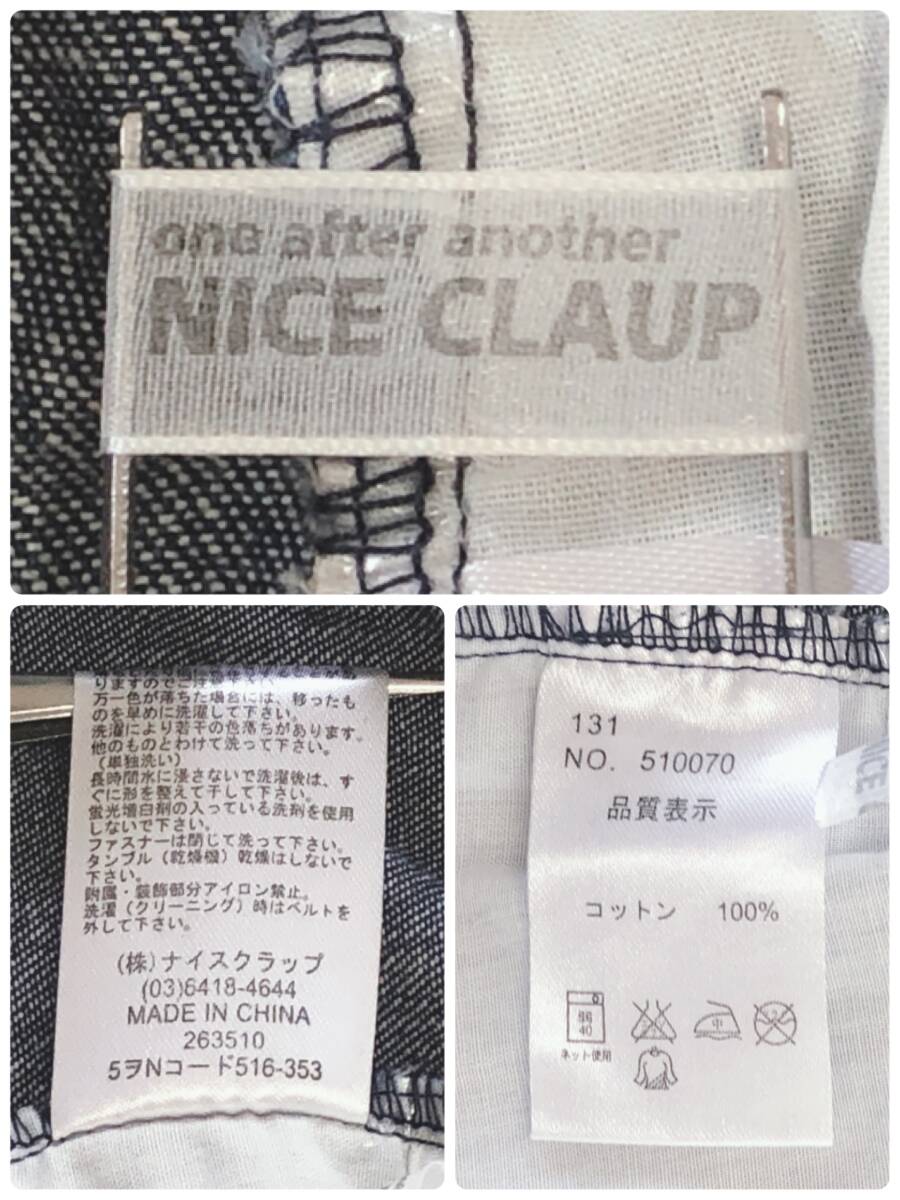 one after another
NICE CLAUP
万一色が落ちた場合には、移ったも
のを早めに洗濯して下さい。
洗濯により若干の色落ちがあります。
他のものとわけて洗って下さい。
(単独洗い)
長時間水に浸さないで洗濯後は、す
ぐに形を整えて干して下さい。
蛍光増白剤の入っている洗剤を使用
しないで下さい。
ファスナーは閉じて洗って下さい。
タンブル(乾燥機)乾燥はしないで
下さい。
附属・装飾部分アイロン禁止。
洗濯(クリーニング)時はベルトを
外して下さい。
(株)ナイスクラップ
(03)6418-4644
MADE IN CHINA
263510
5ヲNコード516-353
131
NO. 510070
品質表示
コットン 100%
弱
40
中
ネット使用
NICE